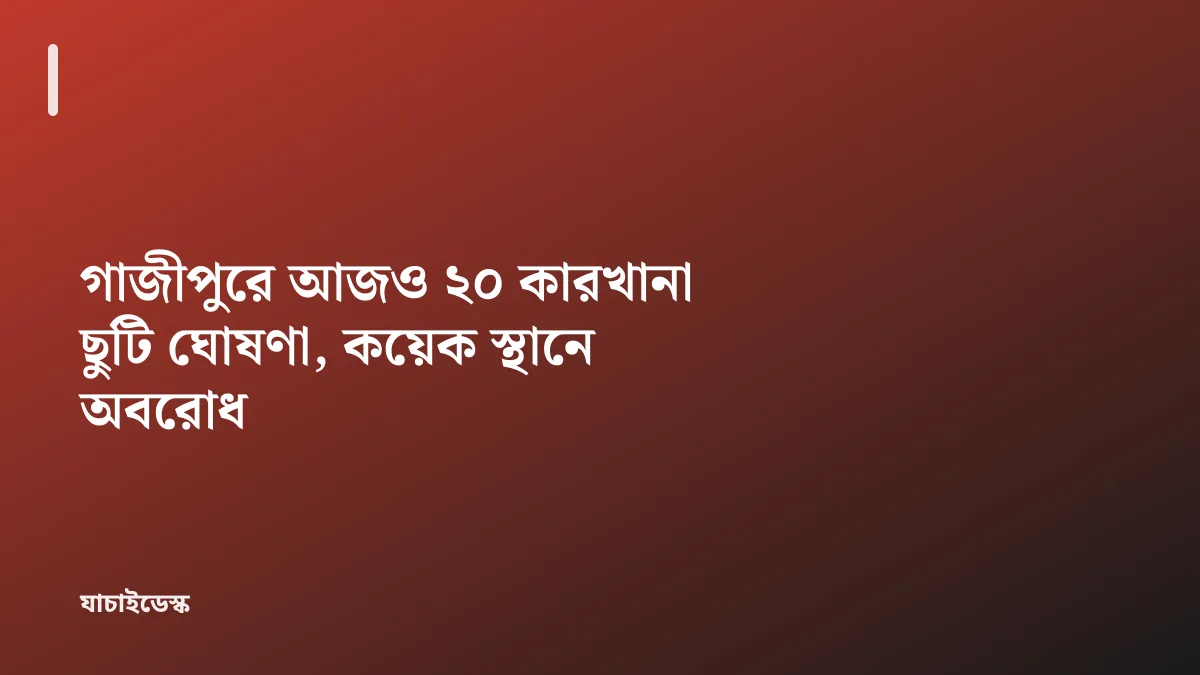 গাজীপুরে আজও ২০ কারখানা
ছুটি ঘোষণা, কয়েক স্থানে
অবরোধ
যাচাইডেস্ক